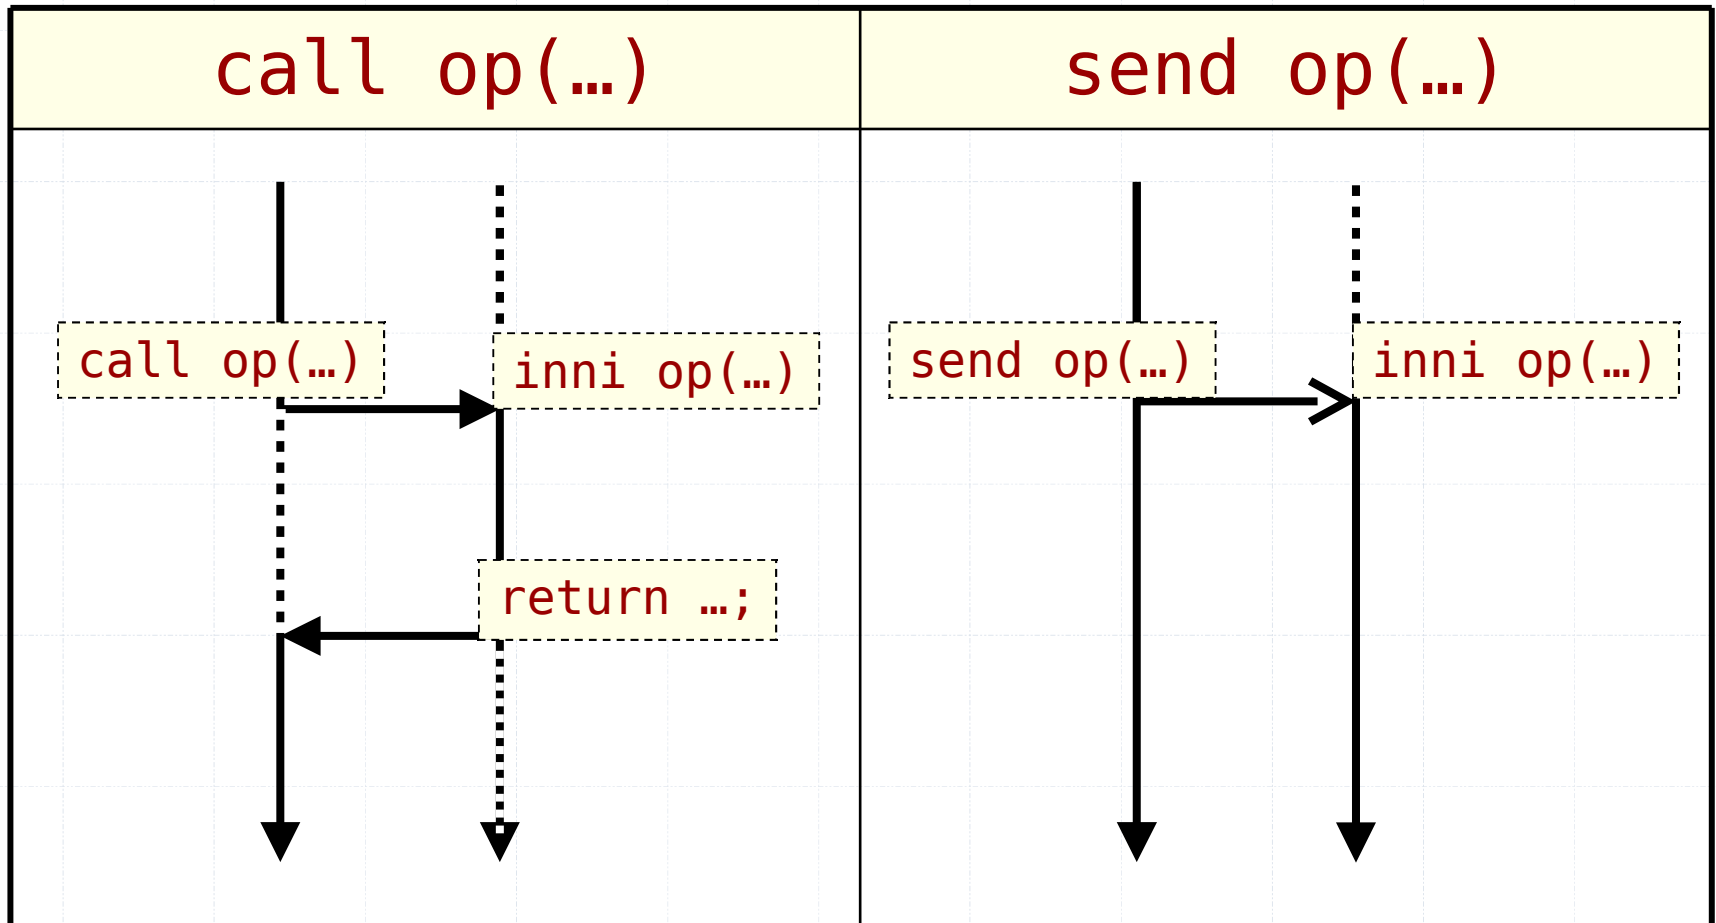 call op(…)
send op(…)
call op(…)
inni op(…)
return …;
send op(…)
inni op(…)